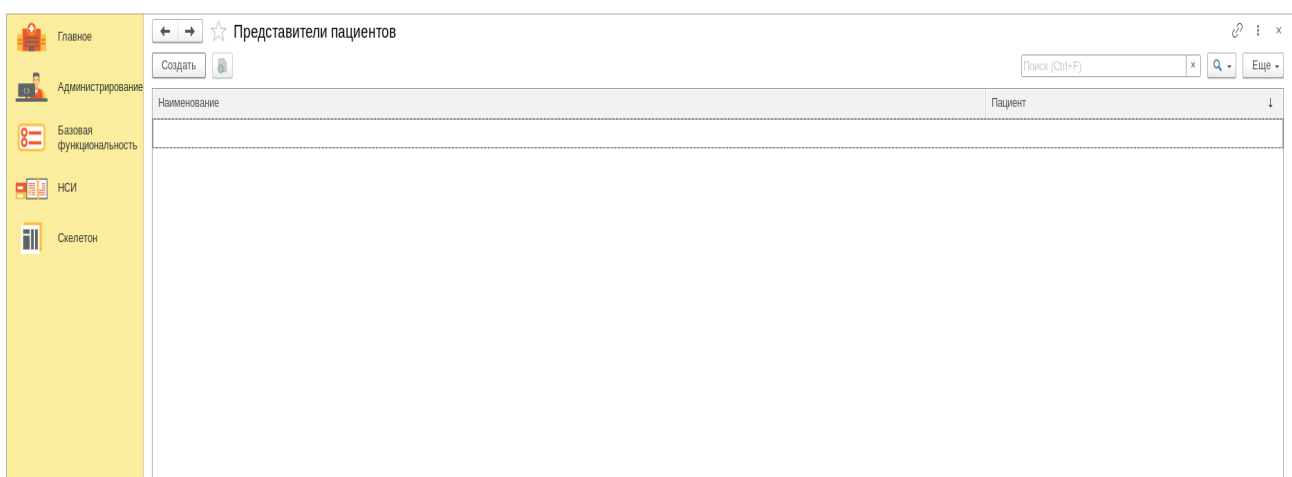 Главное
Администрирование
Базовая
функциональность
НСИ
Скелетон
Представители пациентов
Создать
Поиск (Ctrl+F)
Еще
Наименование
Пациент